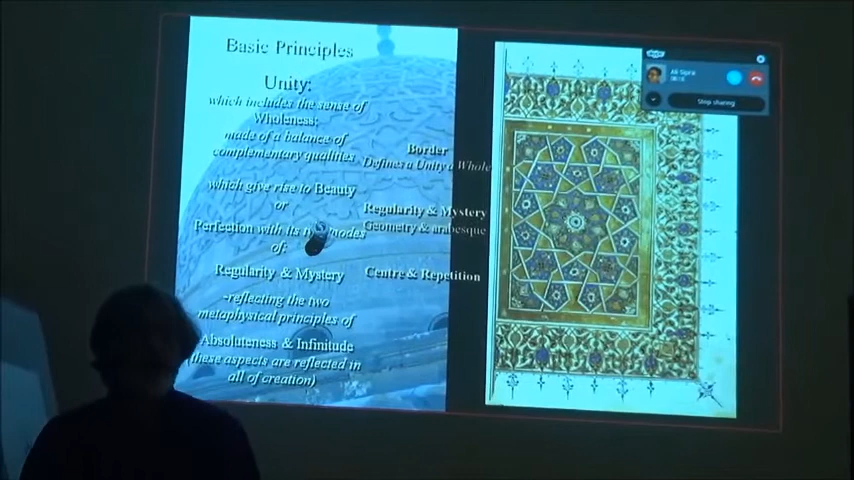 Basic Principles
Unity:
which includes the sense of
Wholeness;
made of a balance of
complementary qualities
which give rise to Beauty
or
Perfection with its modes
of:
Regularity & Mystery
-reflecting the two
metaphysical principles of
Absoluteness & Infinitude
(these aspects are reflected in
all of creation)
Border
Defines a Unity a Whole
Regularity & Mystery
Geometry & arabesque
Centre & Repetition
Stop sharing